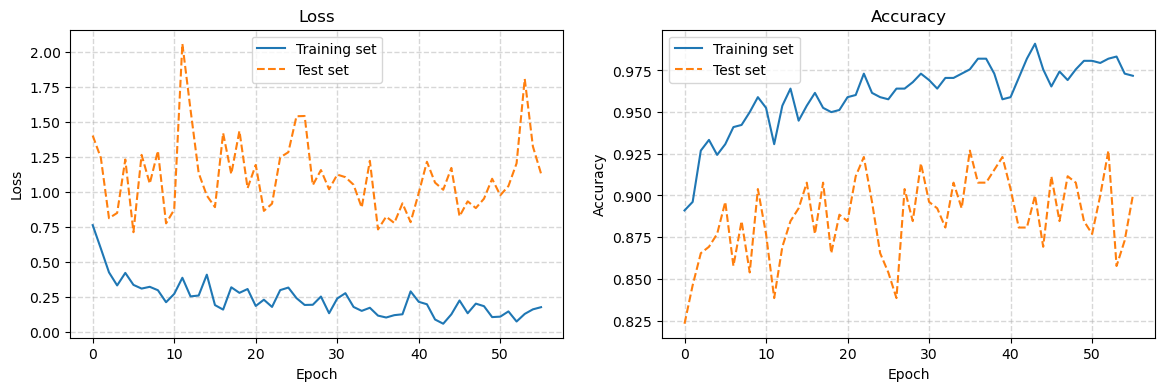 Loss
Training set
Test set
2.00
1.75
1.50
1.25
1.00
0.75
0.50
0.25
0.00
Loss
0 10 20 30 40 50
Epoch
Accuracy
Training set
Test set
0.975
0.950
0.925
0.900
0.875
0.850
0.825
Accuracy
0 10 20 30 40 50
Epoch